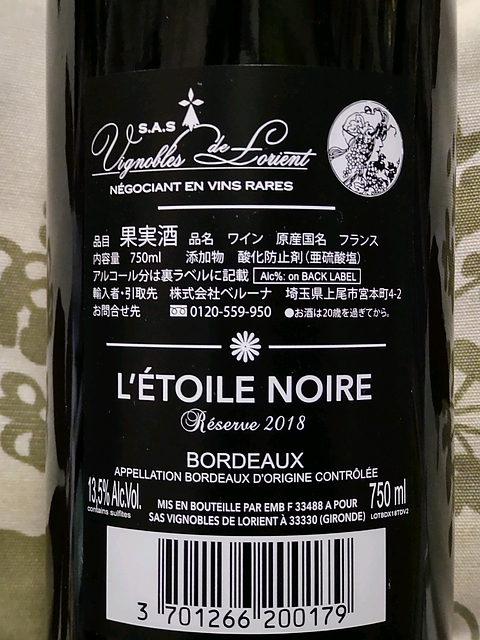 S.A.S
Vignobles de Lorient
NÉGOCIANT EN VINS RARES
品目 果実酒 品名 ワイン 原産国名 フランス
内容量 750ml 添加物 酸化防止剤(亜硫酸塩)
アルコール分は裏ラベルに記載 Alc%: on BACK LABEL
輸入者・引取先 株式会社ベルーナ 埼玉県上尾市宮本町4-2
お問合せ先 0120-559-950 ●お酒は20歳を過ぎてから。
L'ÉTOILE NOIRE
Réserve 2018
BORDEAUX
APPELLATION BORDEAUX D'ORIGINE CONTRÔLÉE
13,5% Alc.Vol. 750 ml
contains sulfites
MIS EN BOUTEILLE PAR EMB F 33488 A POUR
SAS VIGNOBLES DE LORIENT À 33330 (GIRONDE)
LOTBDX18TDV2
3 701266 200179